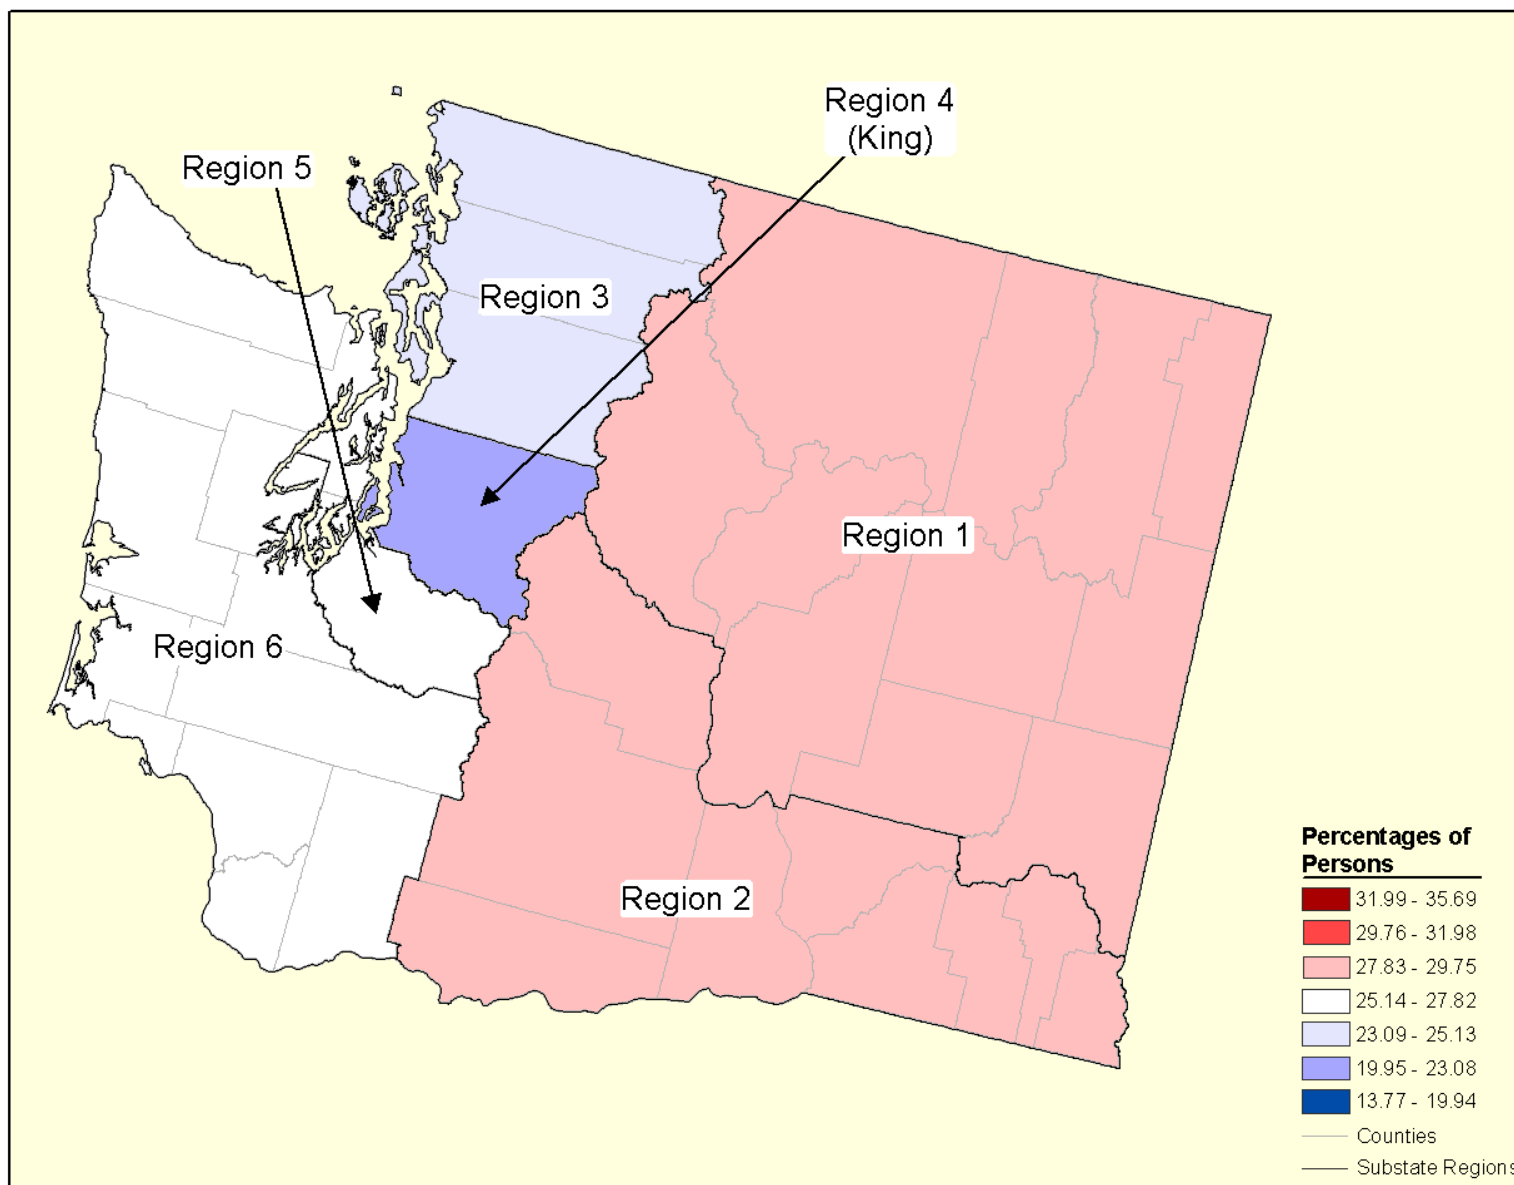 Region 4
(King)
Region 5
Region 3
Region 1
Region 6
Region 2
Percentages of
Persons
31.99 - 35.69
29.76 - 31.98
27.83 - 29.75
25.14 - 27.82
23.09 - 25.13
19.95 - 23.08
13.77 - 19.94
Counties
Substate Regions